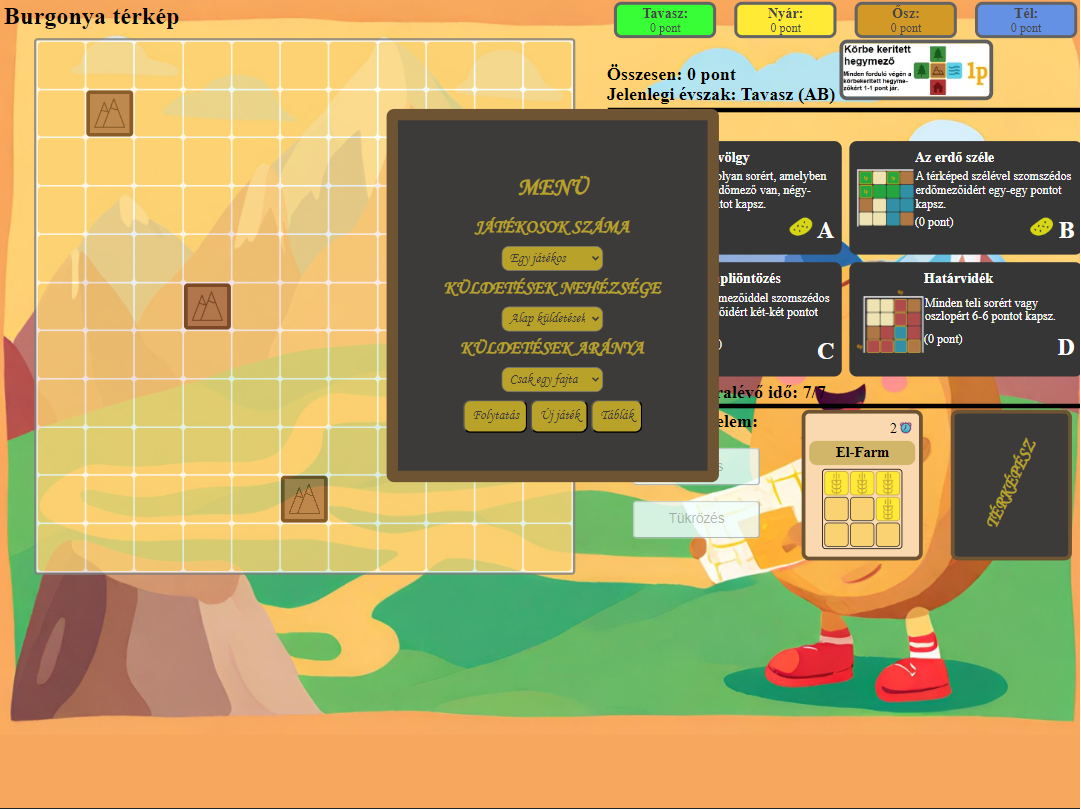 Burgonya térkép
Tavasz:
0 pont
Nyár:
0 pont
Ősz:
0 pont
Tél:
0 pont
Összesen: 0 pont
Jelenlegi évszak: Tavasz (AB)
Körbe kerített
hegymező
Minden forduló végén a
körbekerített hegyme-
zőkért 1-1 pont jár.
1p
MENÜ
JÁTÉKOSOK SZÁMA
Egy játékos
KÜLDETÉSEK NEHÉZSÉGE
Alap küldetések
KÜLDETÉSEK ARÁNYA
Csak egy fajta
Folytatás
Új játék
Táblák
völgy
olyan sorért, amelyben
dőmező van, négy-
ntot kapsz.
A
Az erdő széle
A térképed szélével szomszédos
erdőmezőidért egy-egy pontot
kapsz.
(0 pont)
B
pliöntözés
mezőiddel szomszédos
őidért két-két pontot
)
C
Határvidék
Minden teli sorért vagy
oszlopért 6-6 pontot kapsz.
(0 pont)
D
ralévő idő: 7/7
elem:
s
Tükrözés
2
El-Farm
TÉRKÉPÉSZ